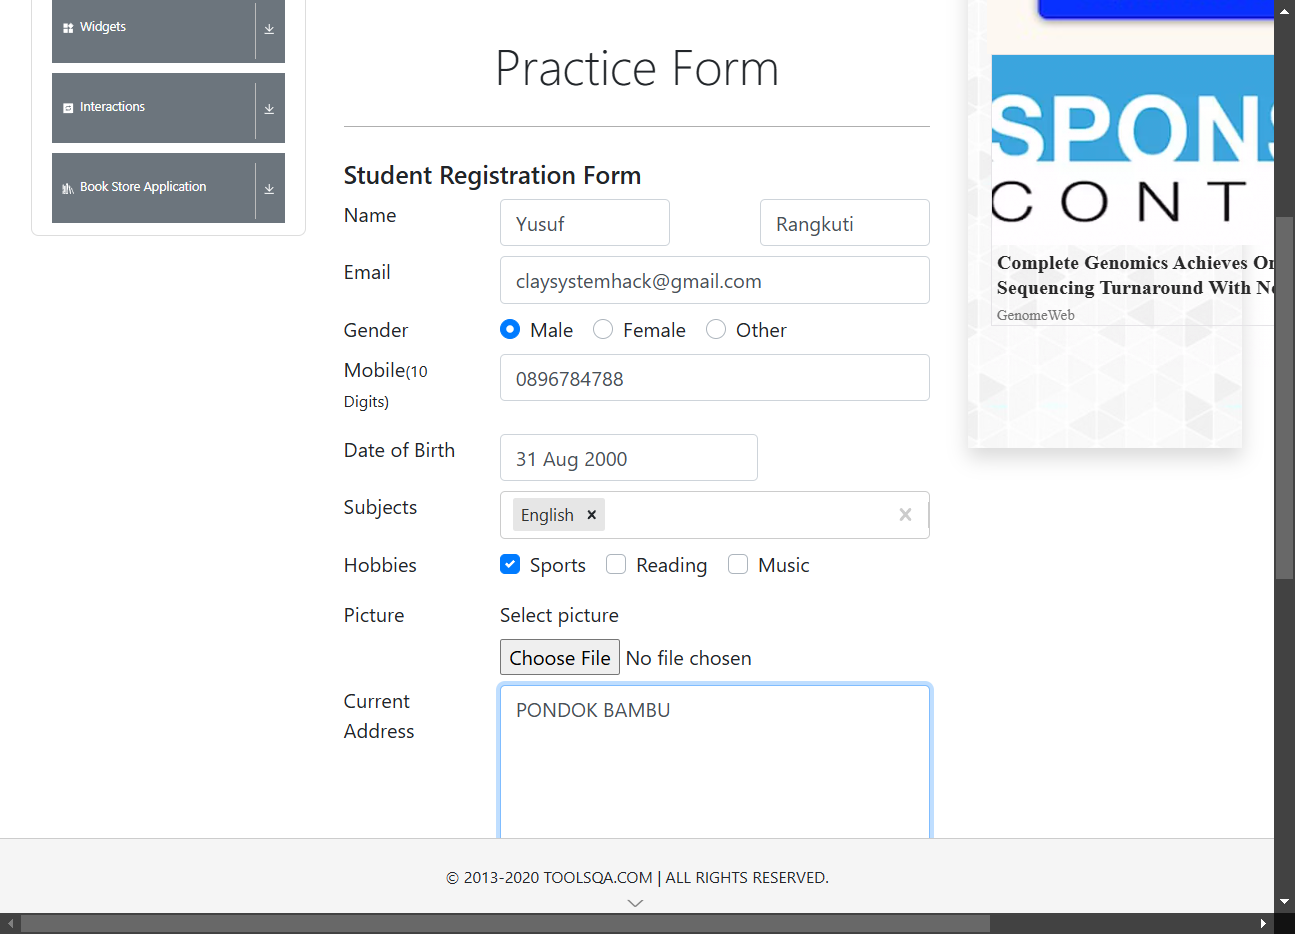 Widgets
Interactions
Book Store Application
Practice Form
Student Registration Form
Name
Yusuf
Rangkuti
Email
claysystemhack@gmail.com
Gender
Male
Female
Other
Mobile(10 Digits)
0896784788
Date of Birth
31 Aug 2000
Subjects
English
Hobbies
Sports
Reading
Music
Picture
Select picture
Choose File No file chosen
Current
Address
PONDOK BAMBU
SPONS
CONT
Complete Genomics Achieves
Sequencing Turnaround With
GenomeWeb
© 2013-2020 TOOLSQA.COM | ALL RIGHTS RESERVED.